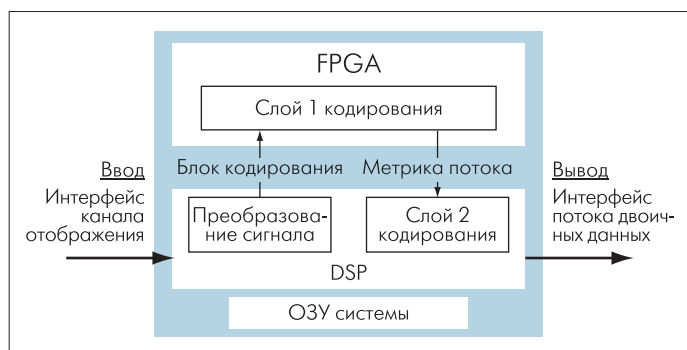 FPGA
Слой 1 кодирования
Ввод
Блок кодирования
Метрика потока
Вывод
Интерфейс
канала
отображения
Преобразова-
ние сигнала
Слой 2
кодирования
Интерфейс
потока двоич-
ных данных
DSP
ОЗУ системы